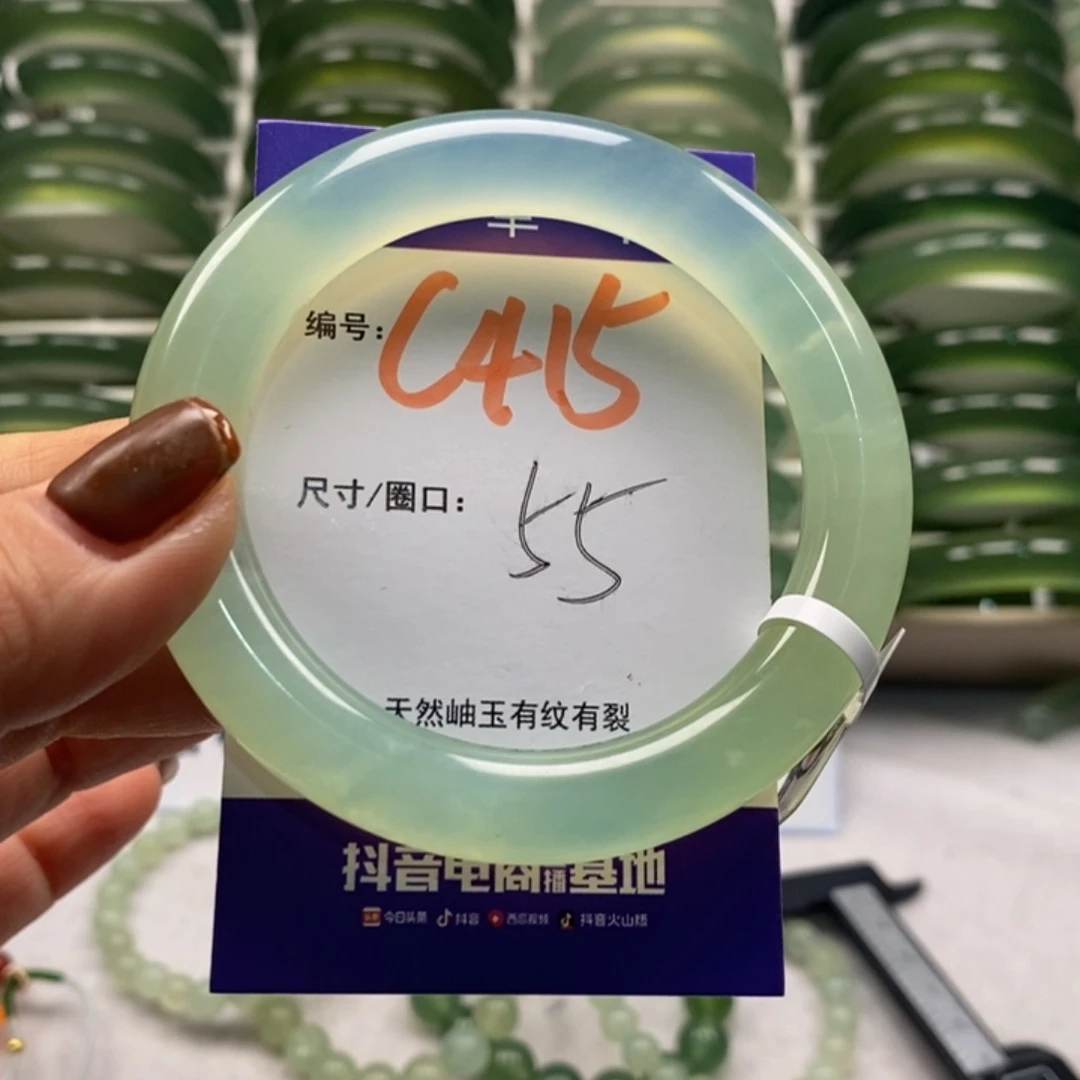 编号：C415
尺寸/圈口：55
天然岫玉有纹有裂
抖音电商直播基地
今日头条 抖音 西瓜视频 抖音火山版